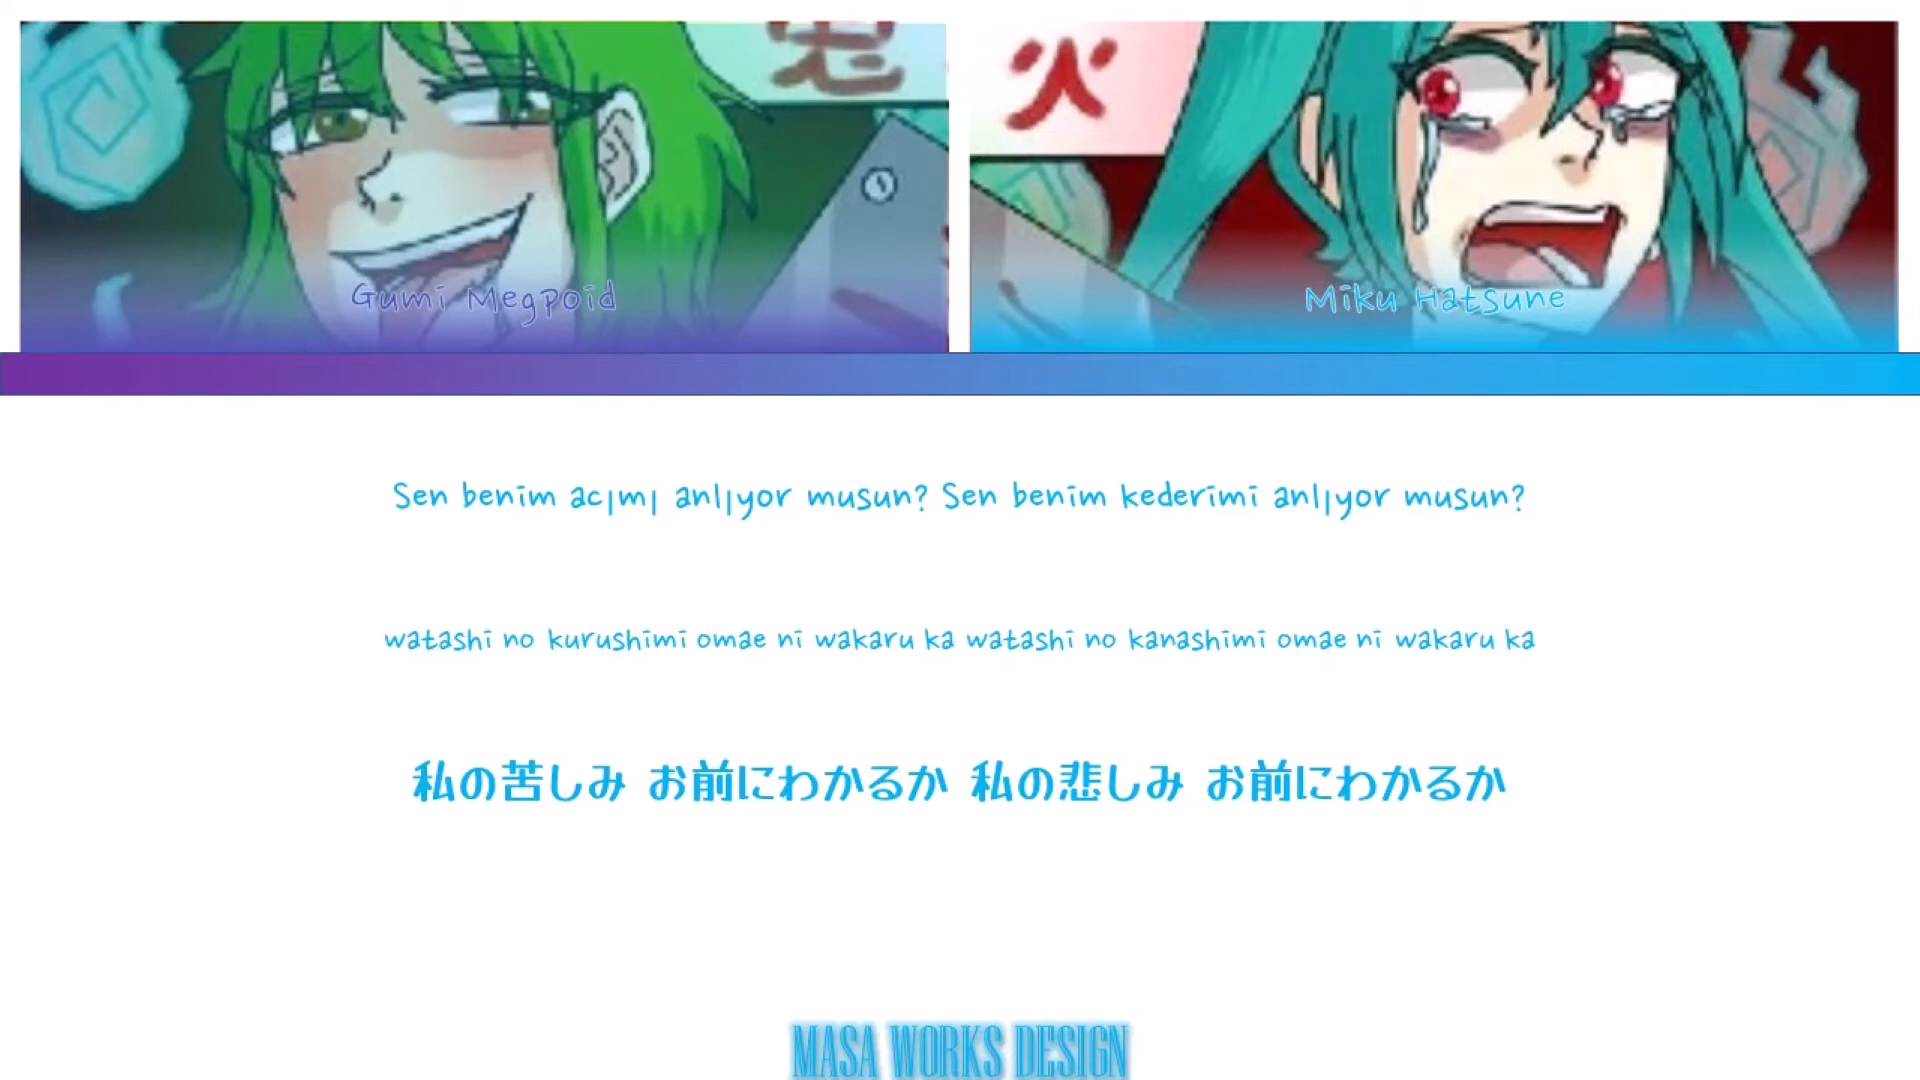 鬼
火
Gumi Megpoid
Miku Hatsune
Sen benim acımı anlıyor musun? Sen benim kederimi anlıyor musun?
watashi no kurushimi omae ni wakaru ka watashi no kanashimi omae ni wakaru ka
私の苦しみ お前にわかるか 私の悲しみ お前にわかるか
MASA WORKS DESIGN